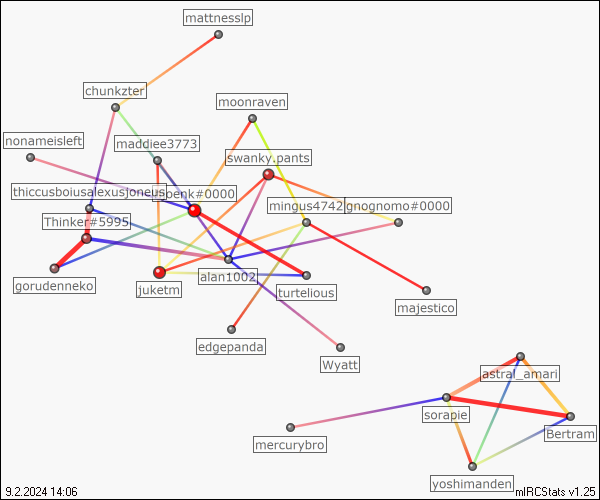 mattnesslp
chunkzter
moonraven
nonameisleft
maddiee3773
swanky.pants
thiccusboiusalexusjoneus
spenk#0000
mingus4742
gnognomo#0000
Thinker#5995
alan1002
gorudenneko
juketm
turtelious
majestico
edgepanda
Wyatt
astral_amari
sorapie
Bertram
mercurybro
yoshimanden
9.2.2024 14:06
mIRCStats v1.25